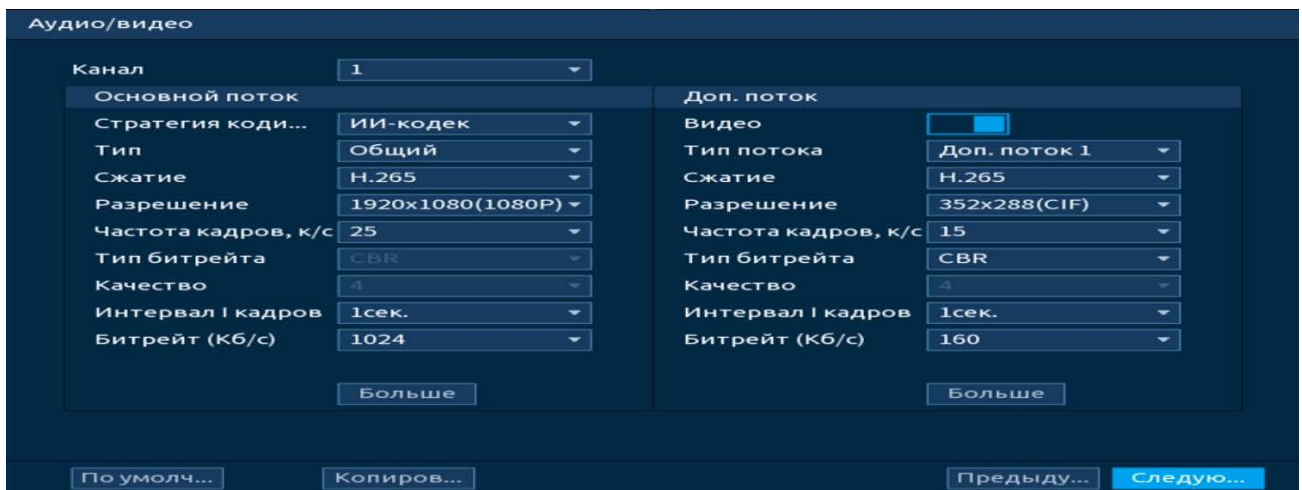 Аудио/видео
Канал 1
Основной поток
Стратегия коди... ИИ-кодек
Тип Общий
Сжатие H.265
Разрешение 1920x1080(1080P)
Частота кадров, к/с 25
Тип битрейта CBR
Качество 4
Интервал I кадров 1сек.
Битрейт (Кб/с) 1024
Больше
Доп. поток
Видео
Тип потока Доп. поток 1
Сжатие H.265
Разрешение 352x288(CIF)
Частота кадров, к/с 15
Тип битрейта CBR
Качество 4
Интервал I кадров 1сек.
Битрейт (Кб/с) 160
Больше
По умолч... Копиров... Предыду... Следую...